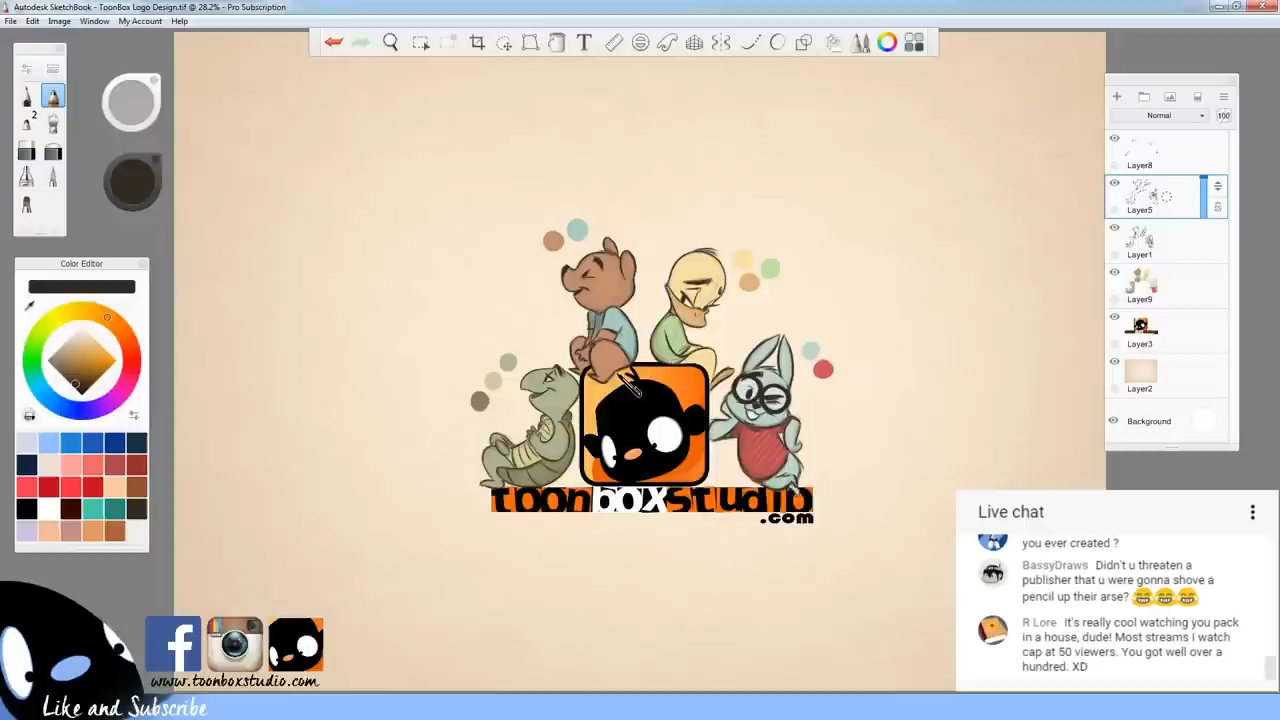 Autodesk SketchBook - ToonBox Logo Design.tif @ 28.2% - Pro Subscription
File Edit Image Window My Account Help
T
2
Color Editor
Normal 100
Layer8
Layer5
Layer1
Layer9
Layer3
Layer2
Background
toonboxstudio
.com
Live chat
you ever created ?
BassyDraws Didn't u threaten a
publisher that u were gonna shove a
pencil up their arse?
R Lore It's really cool watching you pack
in a house, dude! Most streams I watch
cap at 50 viewers. You got well over a
hundred. XD
f
www.toonboxstudio.com
Like and Subscribe